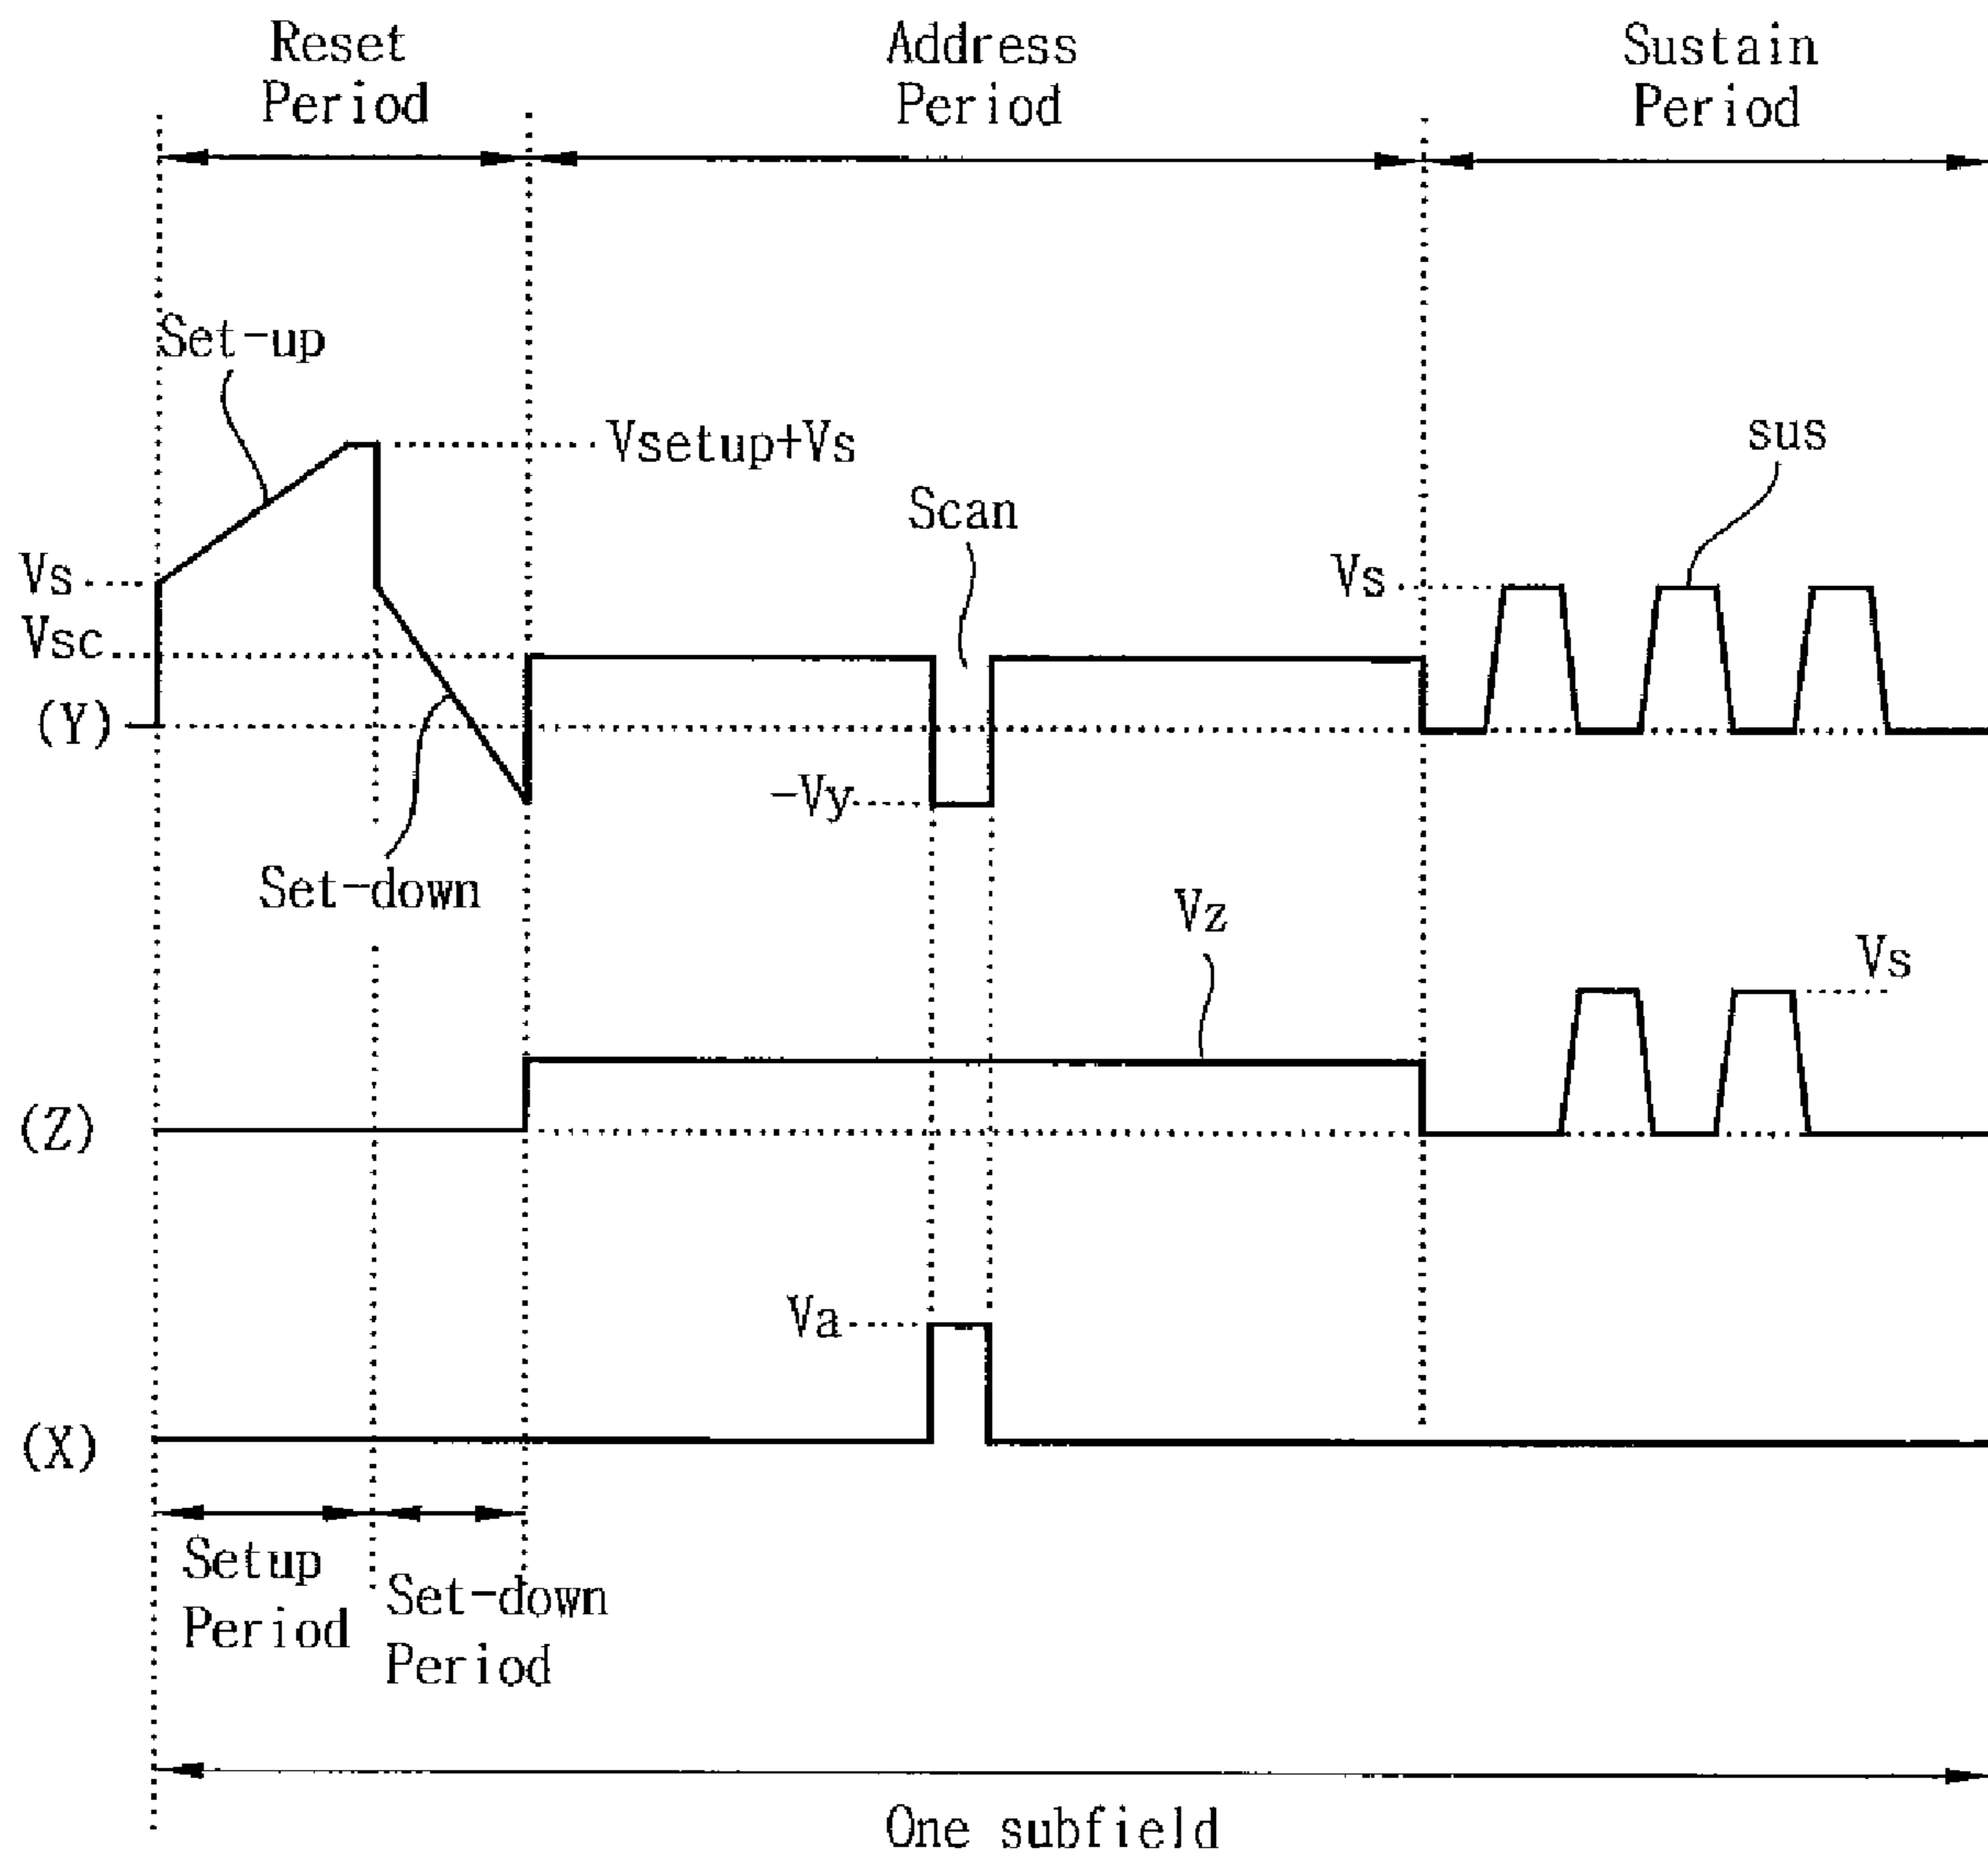 Reset
Period
Address
Period
Sustain
Period
Set-up
Vsetup+Vs
sus
Scan
Vs
Vs
Vsc
(Y)
-Vy
Set-down
Vz
Vs
(Z)
Va
(X)
Setup
Period
Set-down
Period
One subfield